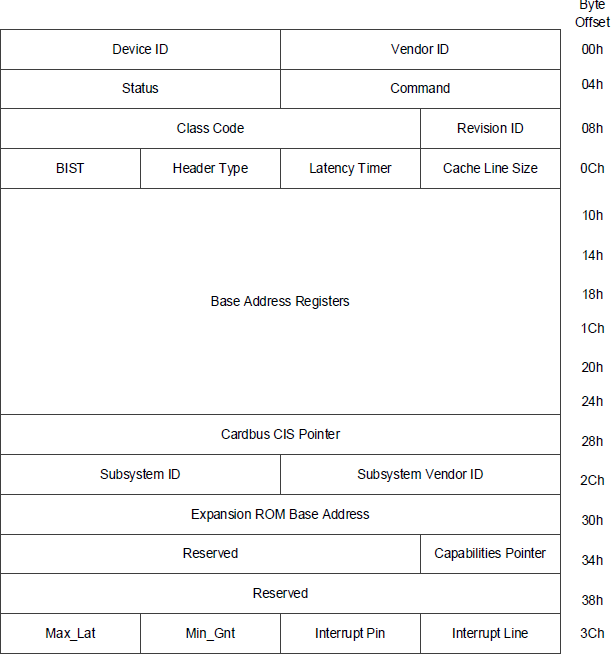 Byte
Offset
Device ID Vendor ID 00h
Status Command 04h
Class Code Revision ID 08h
BIST Header Type Latency Timer Cache Line Size 0Ch
10h
14h
18h
Base Address Registers
1Ch
20h
24h
Cardbus CIS Pointer 28h
Subsystem ID Subsystem Vendor ID 2Ch
Expansion ROM Base Address 30h
Reserved Capabilities Pointer 34h
Reserved 38h
Max_Lat Min_Gnt Interrupt Pin Interrupt Line 3Ch